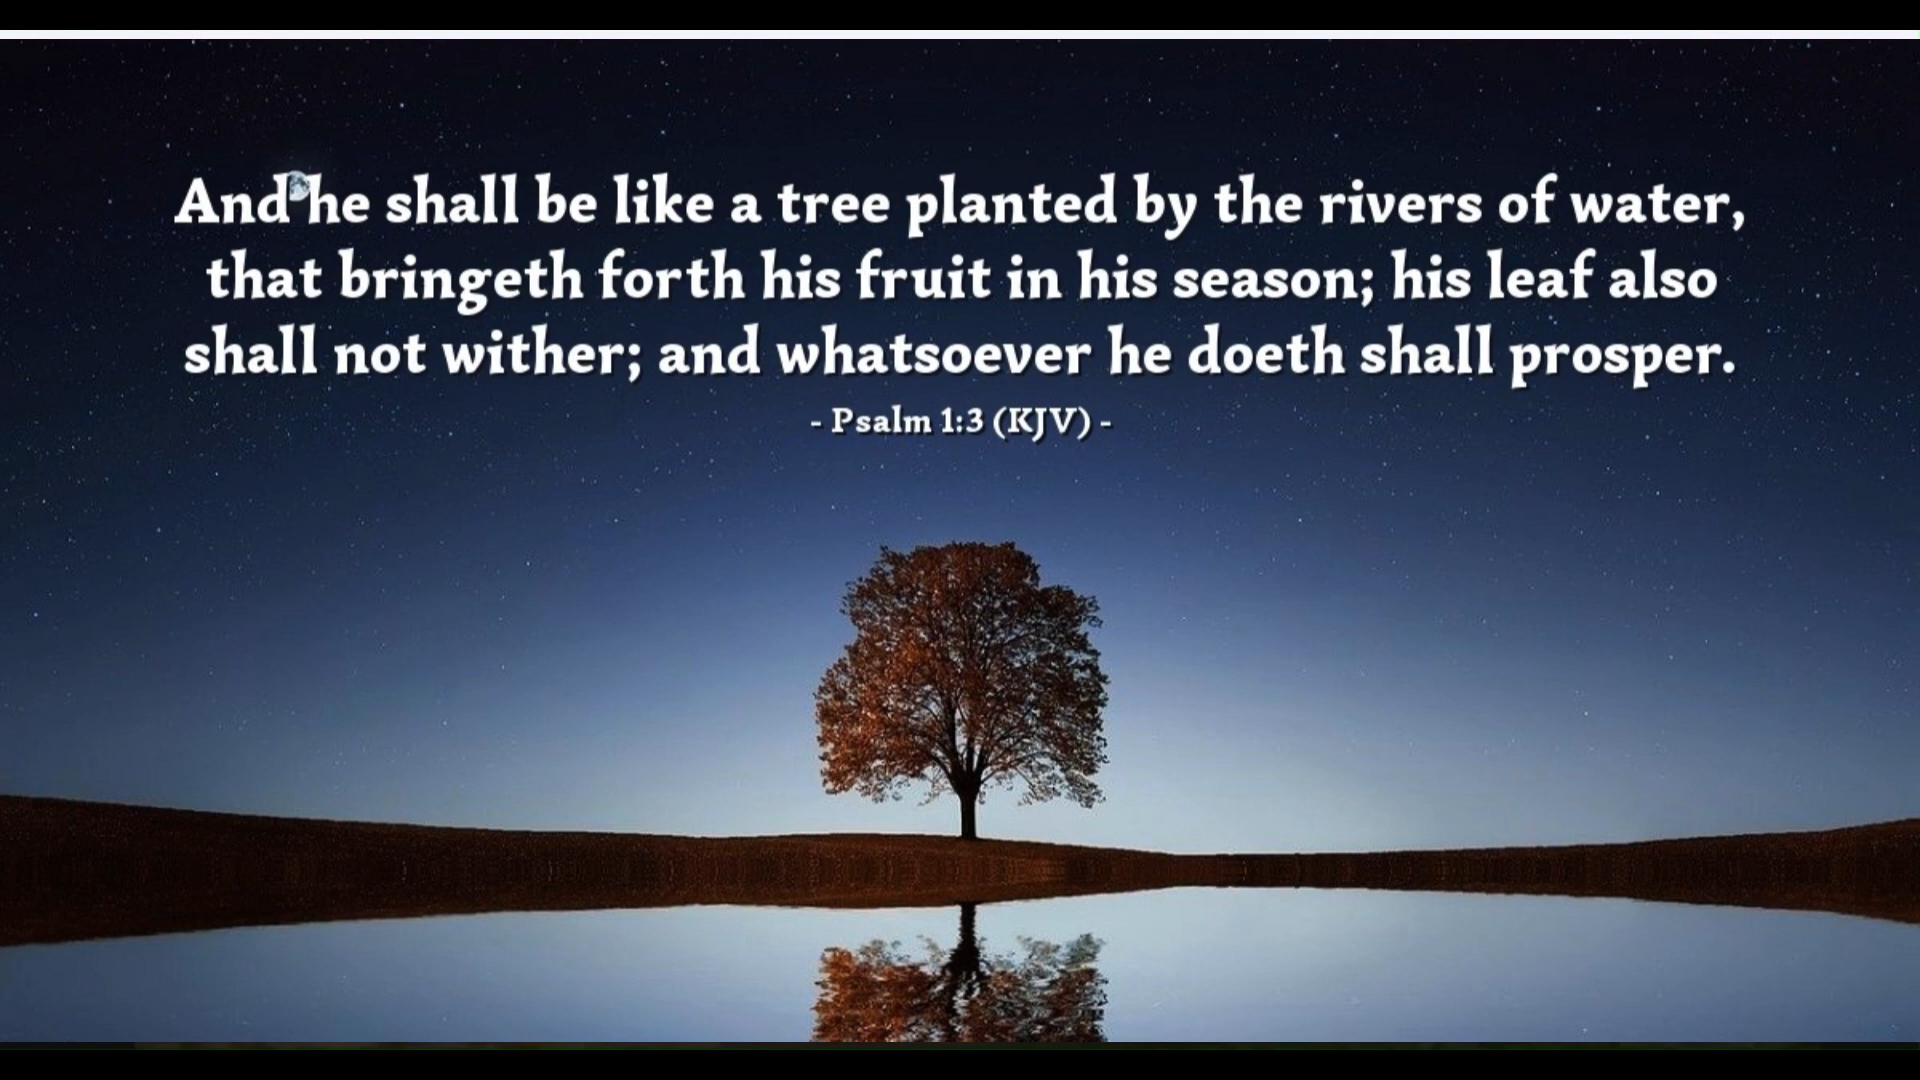 And he shall be like a tree planted by the rivers of water,
that bringeth forth his fruit in his season; his leaf also
shall not wither; and whatsoever he doeth shall prosper.
- Psalm 1:3 (KJV) -